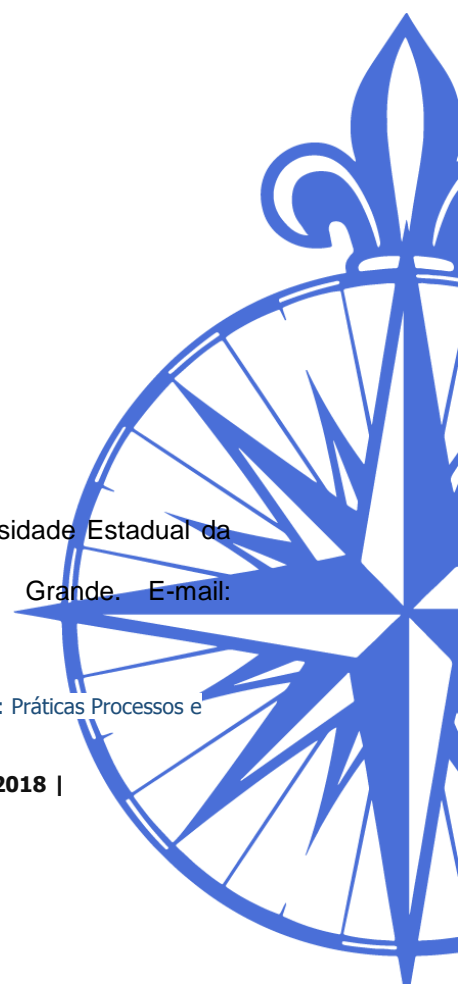 sidade Estadual da
Grande. E-mail:
: Práticas Processos e
2018 |